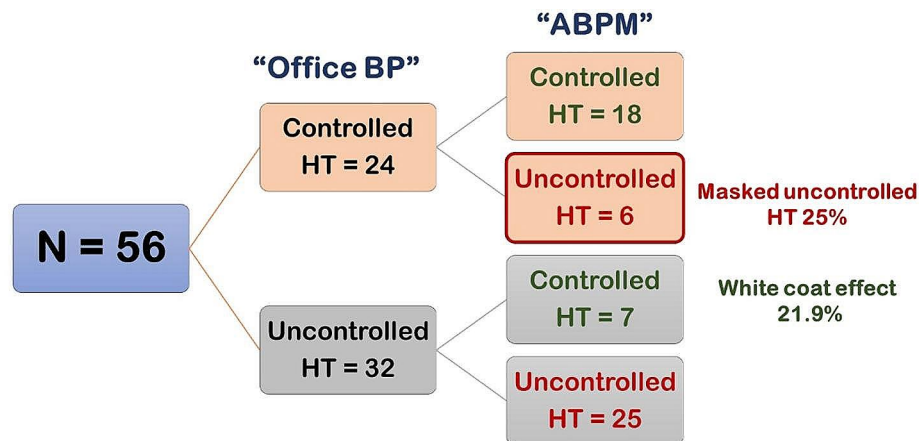 “ABPM”
“Office BP”
Controlled
HT = 18
Controlled
HT = 24
Uncontrolled
HT = 6
Masked uncontrolled
HT 25%
N = 56
Controlled
HT = 7
White coat effect
21.9%
Uncontrolled
HT = 32
Uncontrolled
HT = 25